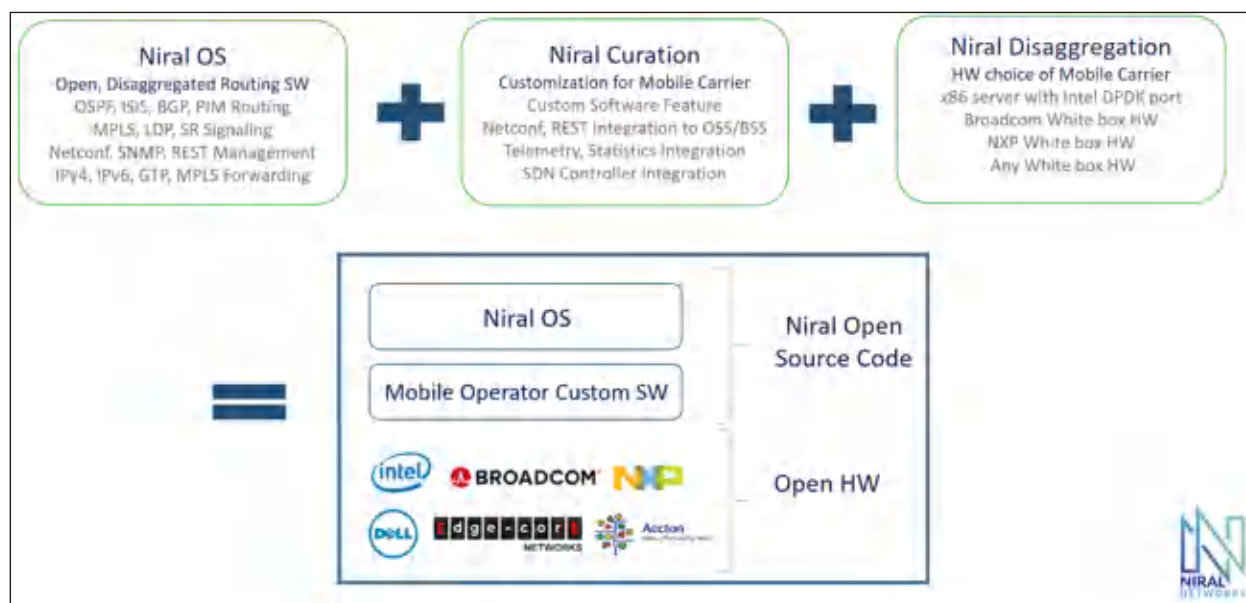 Niral OS
Open, Disaggregated Routing SW
OSPF, ISIS, BGP, PIM Routing
MPLS, LDP, SR Signaling
Netconf, SNMP, REST Management
IPv4, IPv6, GTP, MPLS Forwarding
Niral Curation
Customization for Mobile Carrier
Custom Software Feature
Netconf, REST Integration to OSS/BSS
Telemetry, Statistics Integration
SDN Controller Integration
Niral Disaggregation
HW choice of Mobile Carrier
x86 server with Intel DPDK port
Broadcom White box HW
NXP White box HW
Any White box HW
Niral OS
Mobile Operator Custom SW
Niral Open
Source Code
intel
BROADCOM
NXP
Open HW
DELL
Edge-corE
NETWORKS
Accton
NIRAL
NETWORKS